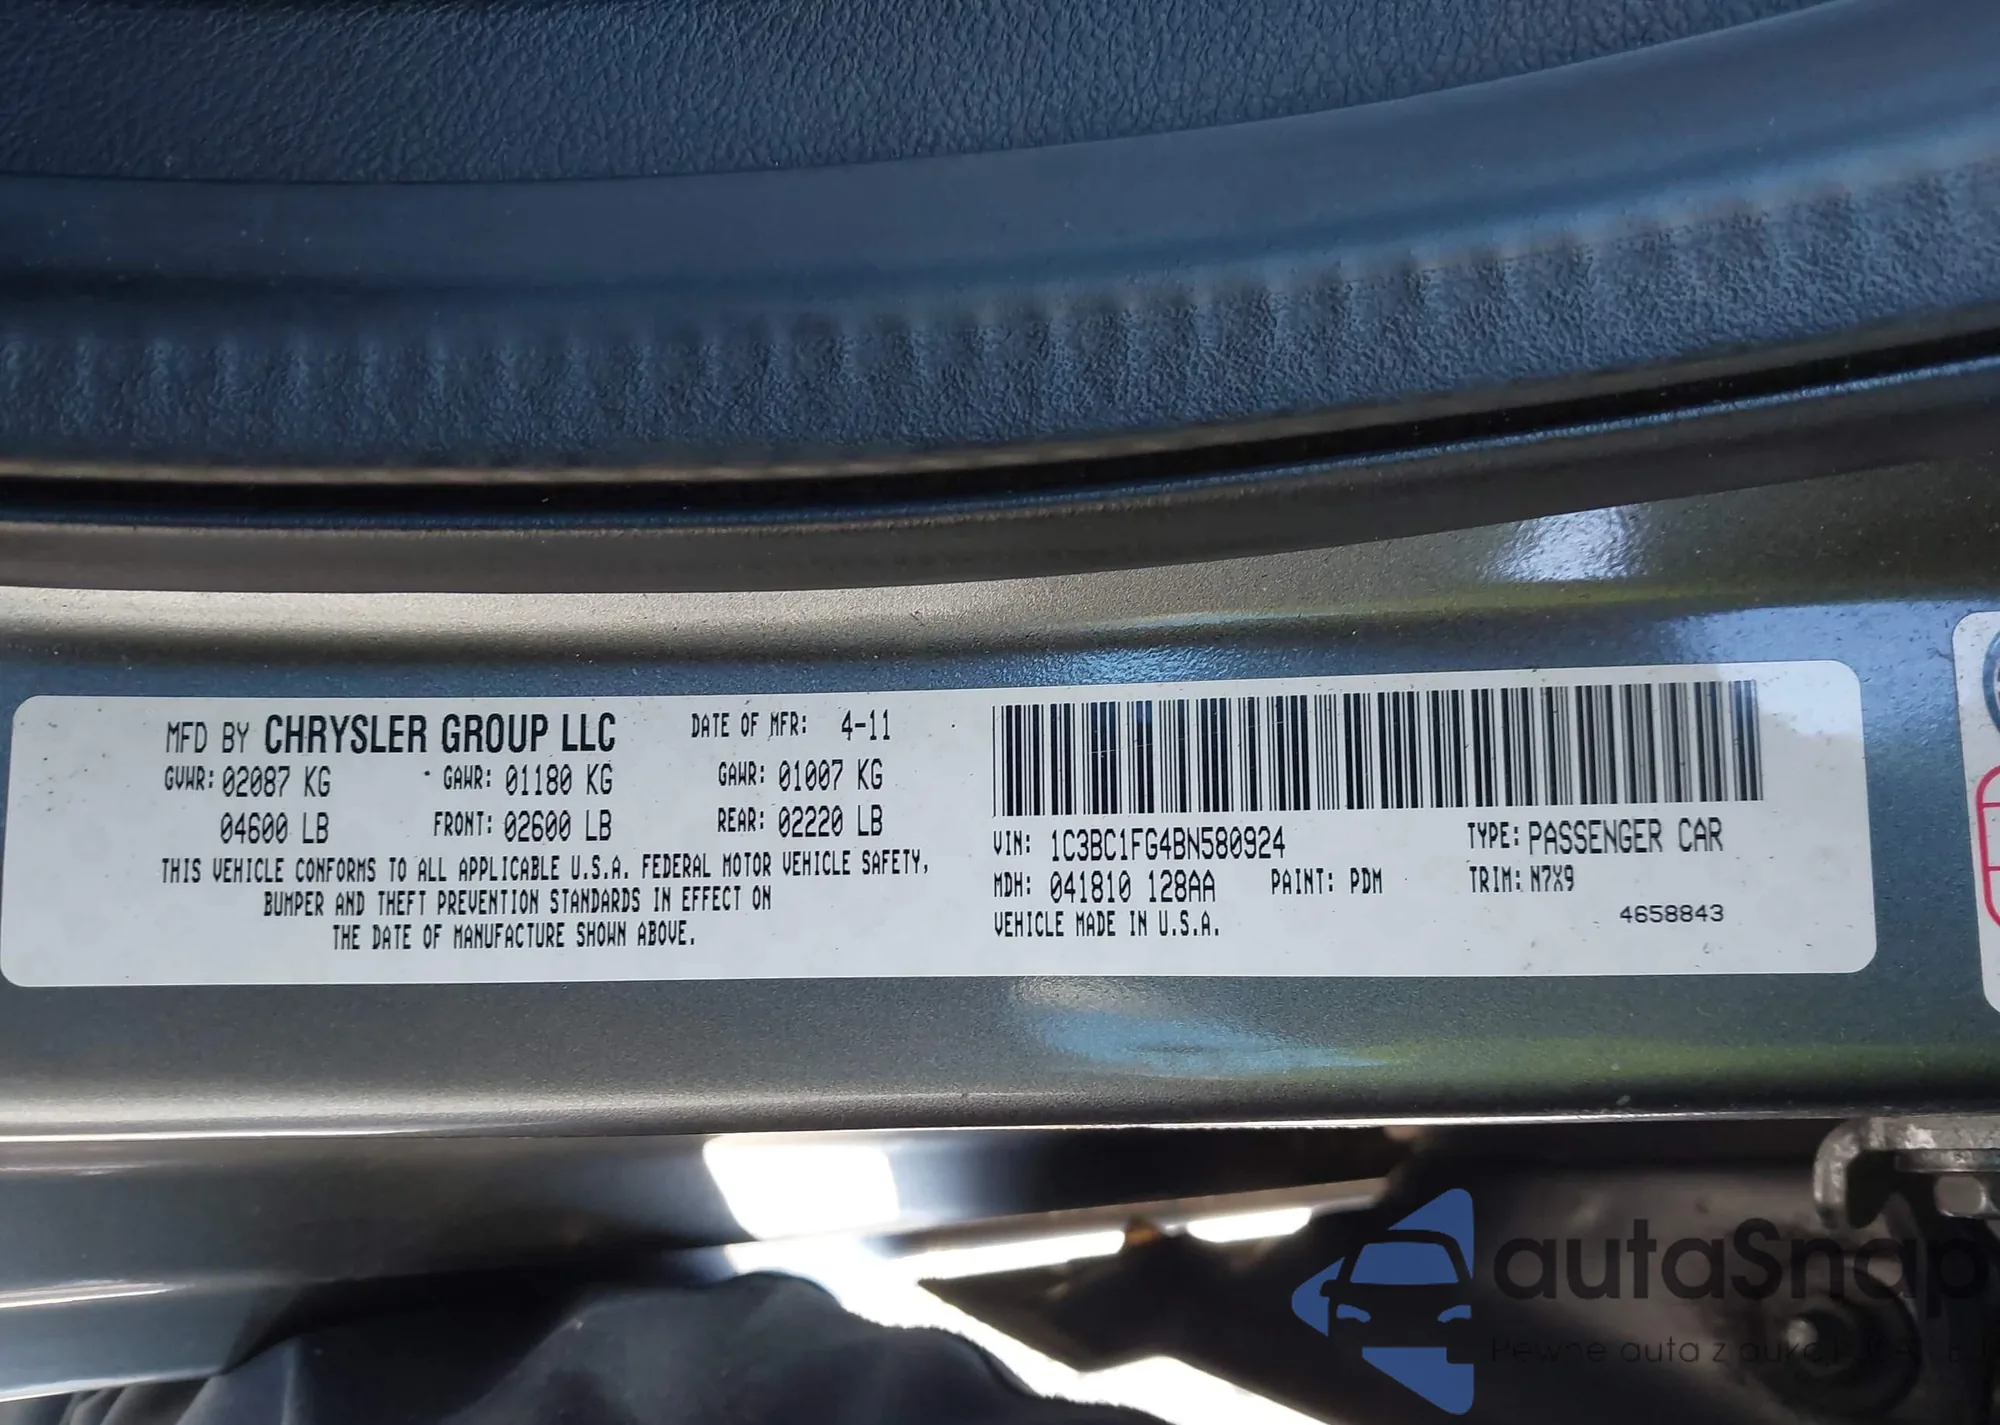 MFD BY CHRYSLER GROUP LLC DATE OF MFR: 4-11
GVWR: 02087 KG GAWR: 01180 KG GAWR: 01007 KG
04600 LB FRONT: 02600 LB REAR: 02220 LB
THIS VEHICLE CONFORMS TO ALL APPLICABLE U.S.A. FEDERAL MOTOR VEHICLE SAFETY,
BUMPER AND THEFT PREVENTION STANDARDS IN EFFECT ON
THE DATE OF MANUFACTURE SHOWN ABOVE.
VIN: 1C3BC1FG4BN580924 TYPE: PASSENGER CAR
MDH: 041810 128AA PAINT: PDM TRIM: N7X9
VEHICLE MADE IN U.S.A. 4658843
autaSnap
Pewne auta z